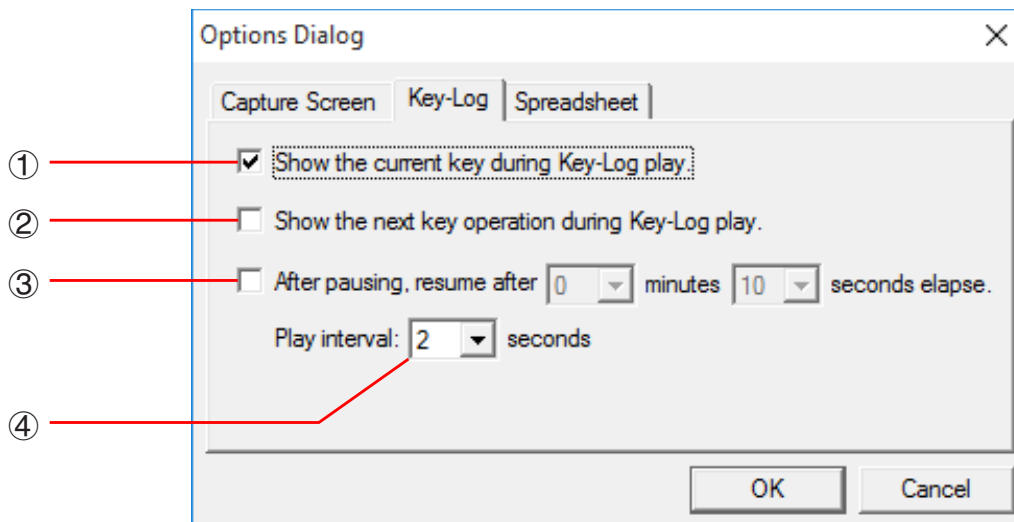 Options Dialog
Capture Screen Key-Log Spreadsheet
① Show the current key during Key-Log play.
② Show the next key operation during Key-Log play.
③ After pausing, resume after 0 minutes 10 seconds elapse.
Play interval: 2 seconds
④
OK Cancel